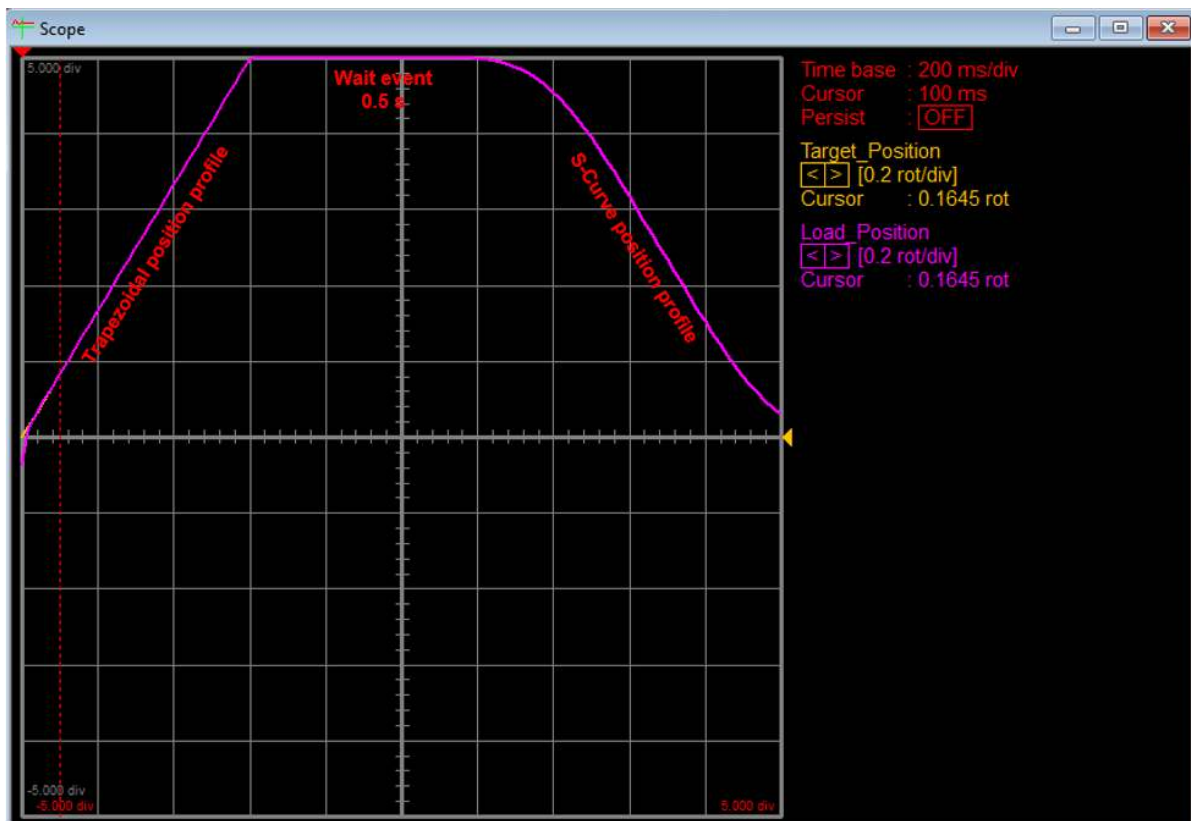 Scope
5.000 div
Wait event
0.5 s
Trapezoidal position profile
S-Curve position profile
-5.000 div
-5.000 div
5.000 div
Time base : 200 ms/div
Cursor : 100 ms
Persist : OFF
Target_Position
< > [0.2 rot/div]
Cursor : 0.1645 rot
Load_Position
< > [0.2 rot/div]
Cursor : 0.1645 rot